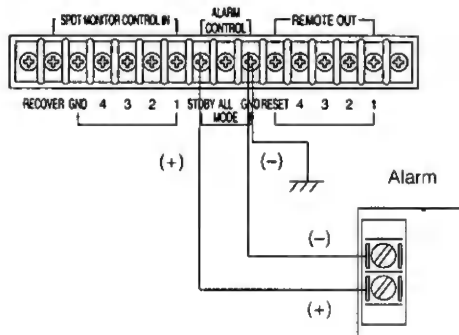 SPOT MONITOR CONTROL IN
ALARM
CONTROL
REMOTE OUT
RECOVER GND 4 3 2 1 STDBY ALL GND RESET 4 3 2 1
MODE
(+)
(-)
Alarm
(-)
(+)